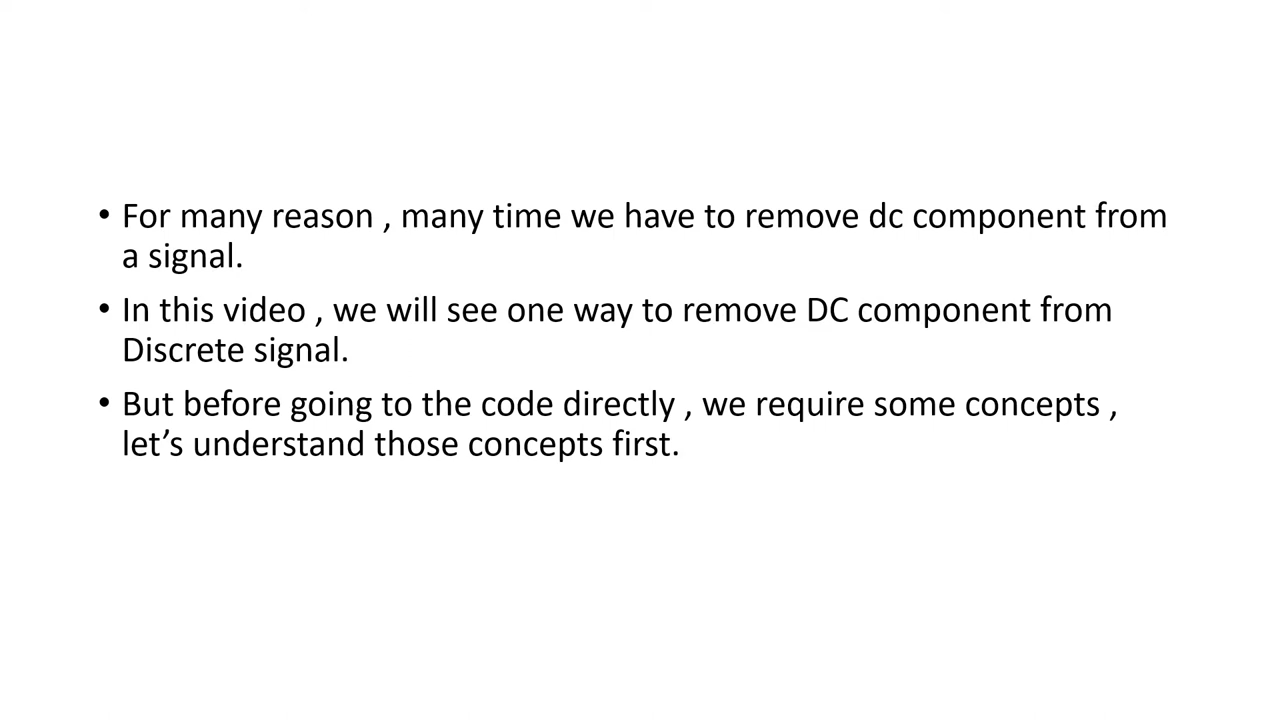 • For many reason , many time we have to remove dc component from
a signal.
• In this video , we will see one way to remove DC component from
Discrete signal.
• But before going to the code directly , we require some concepts ,
let’s understand those concepts first.